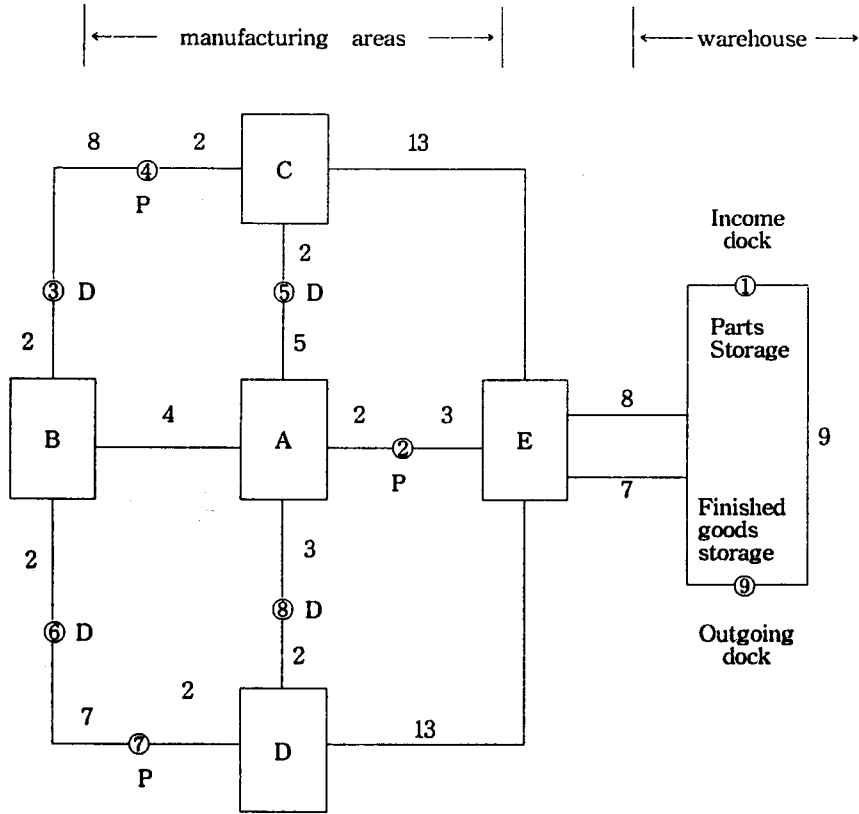 manufacturing areas
warehouse
8
2
13
C
④
P
Income
dock
2
③ D
⑤ D
①
Parts
Storage
2
5
4
2
3
8
9
B
A
②
E
P
7
Finished
goods
storage
2
3
⑨
⑥ D
⑧ D
Outgoing
dock
2
2
7
13
⑦
D
P